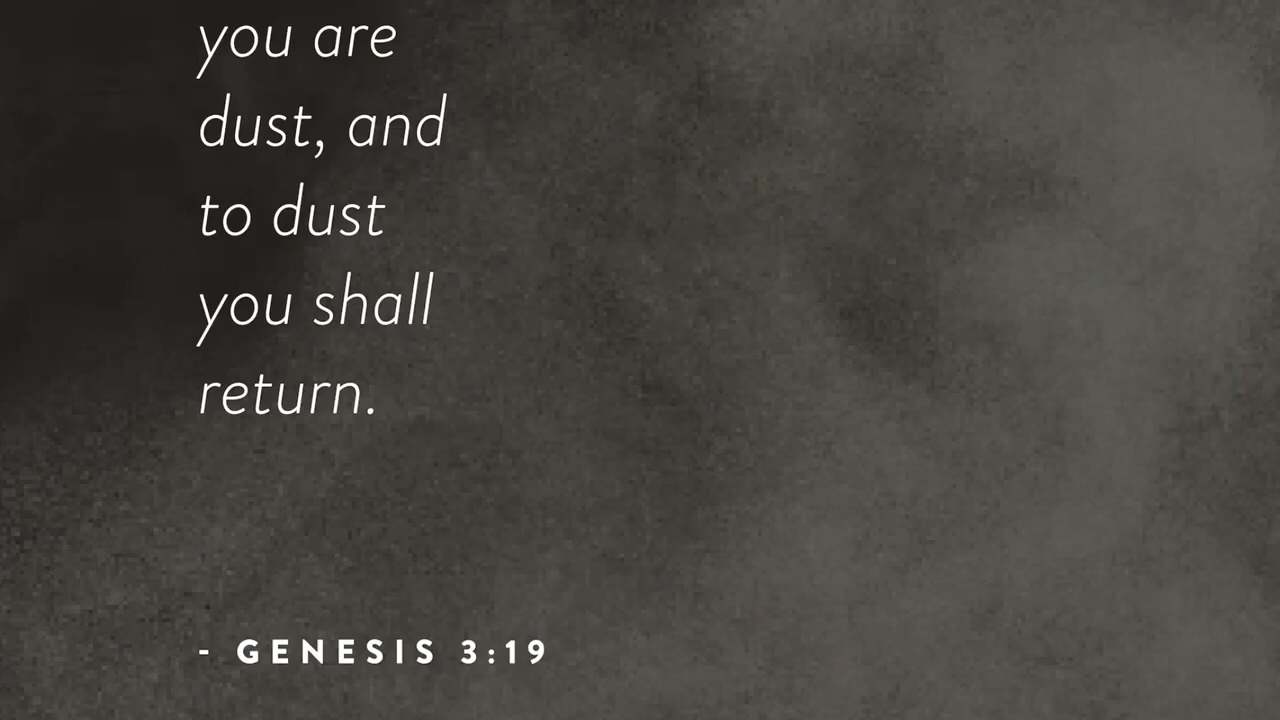 you are
dust, and
to dust
you shall
return.
- GENESIS 3:19